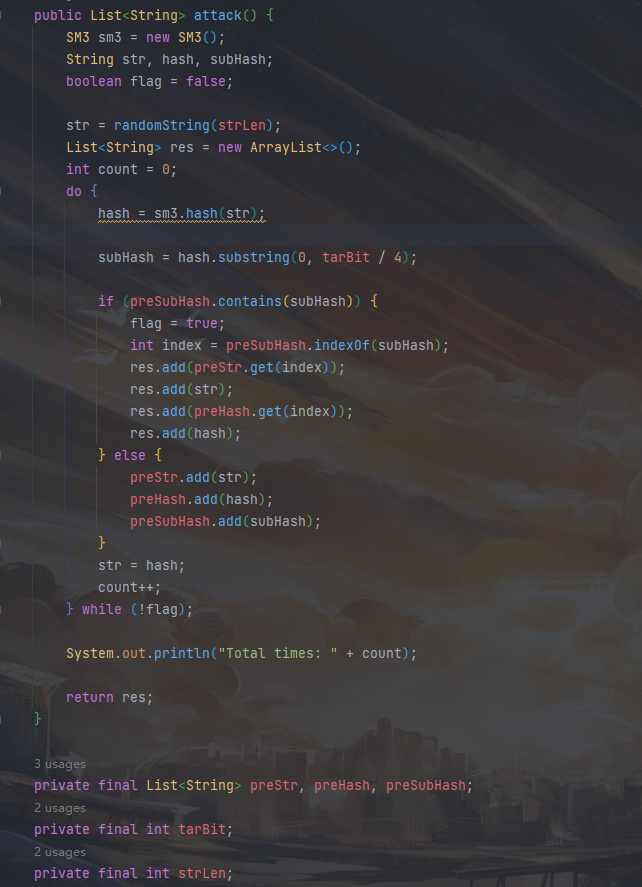 public List<String> attack() {
SM3 sm3 = new SM3();
String str, hash, subHash;
boolean flag = false;
str = randomString(strLen);
List<String> res = new ArrayList<>();
int count = 0;
do {
hash = sm3.hash(str);
subHash = hash.substring(0, tarBit / 4);
if (preSubHash.contains(subHash)) {
flag = true;
int index = preSubHash.indexOf(subHash);
res.add(preStr.get(index));
res.add(str);
res.add(preHash.get(index));
res.add(hash);
} else {
preStr.add(str);
preHash.add(hash);
preSubHash.add(subHash);
}
str = hash;
count++;
} while (!flag);
System.out.println("Total times: " + count);
return res;
}
3 usages
private final List<String> preStr, preHash, preSubHash;
2 usages
private final int tarBit;
2 usages
private final int strLen;